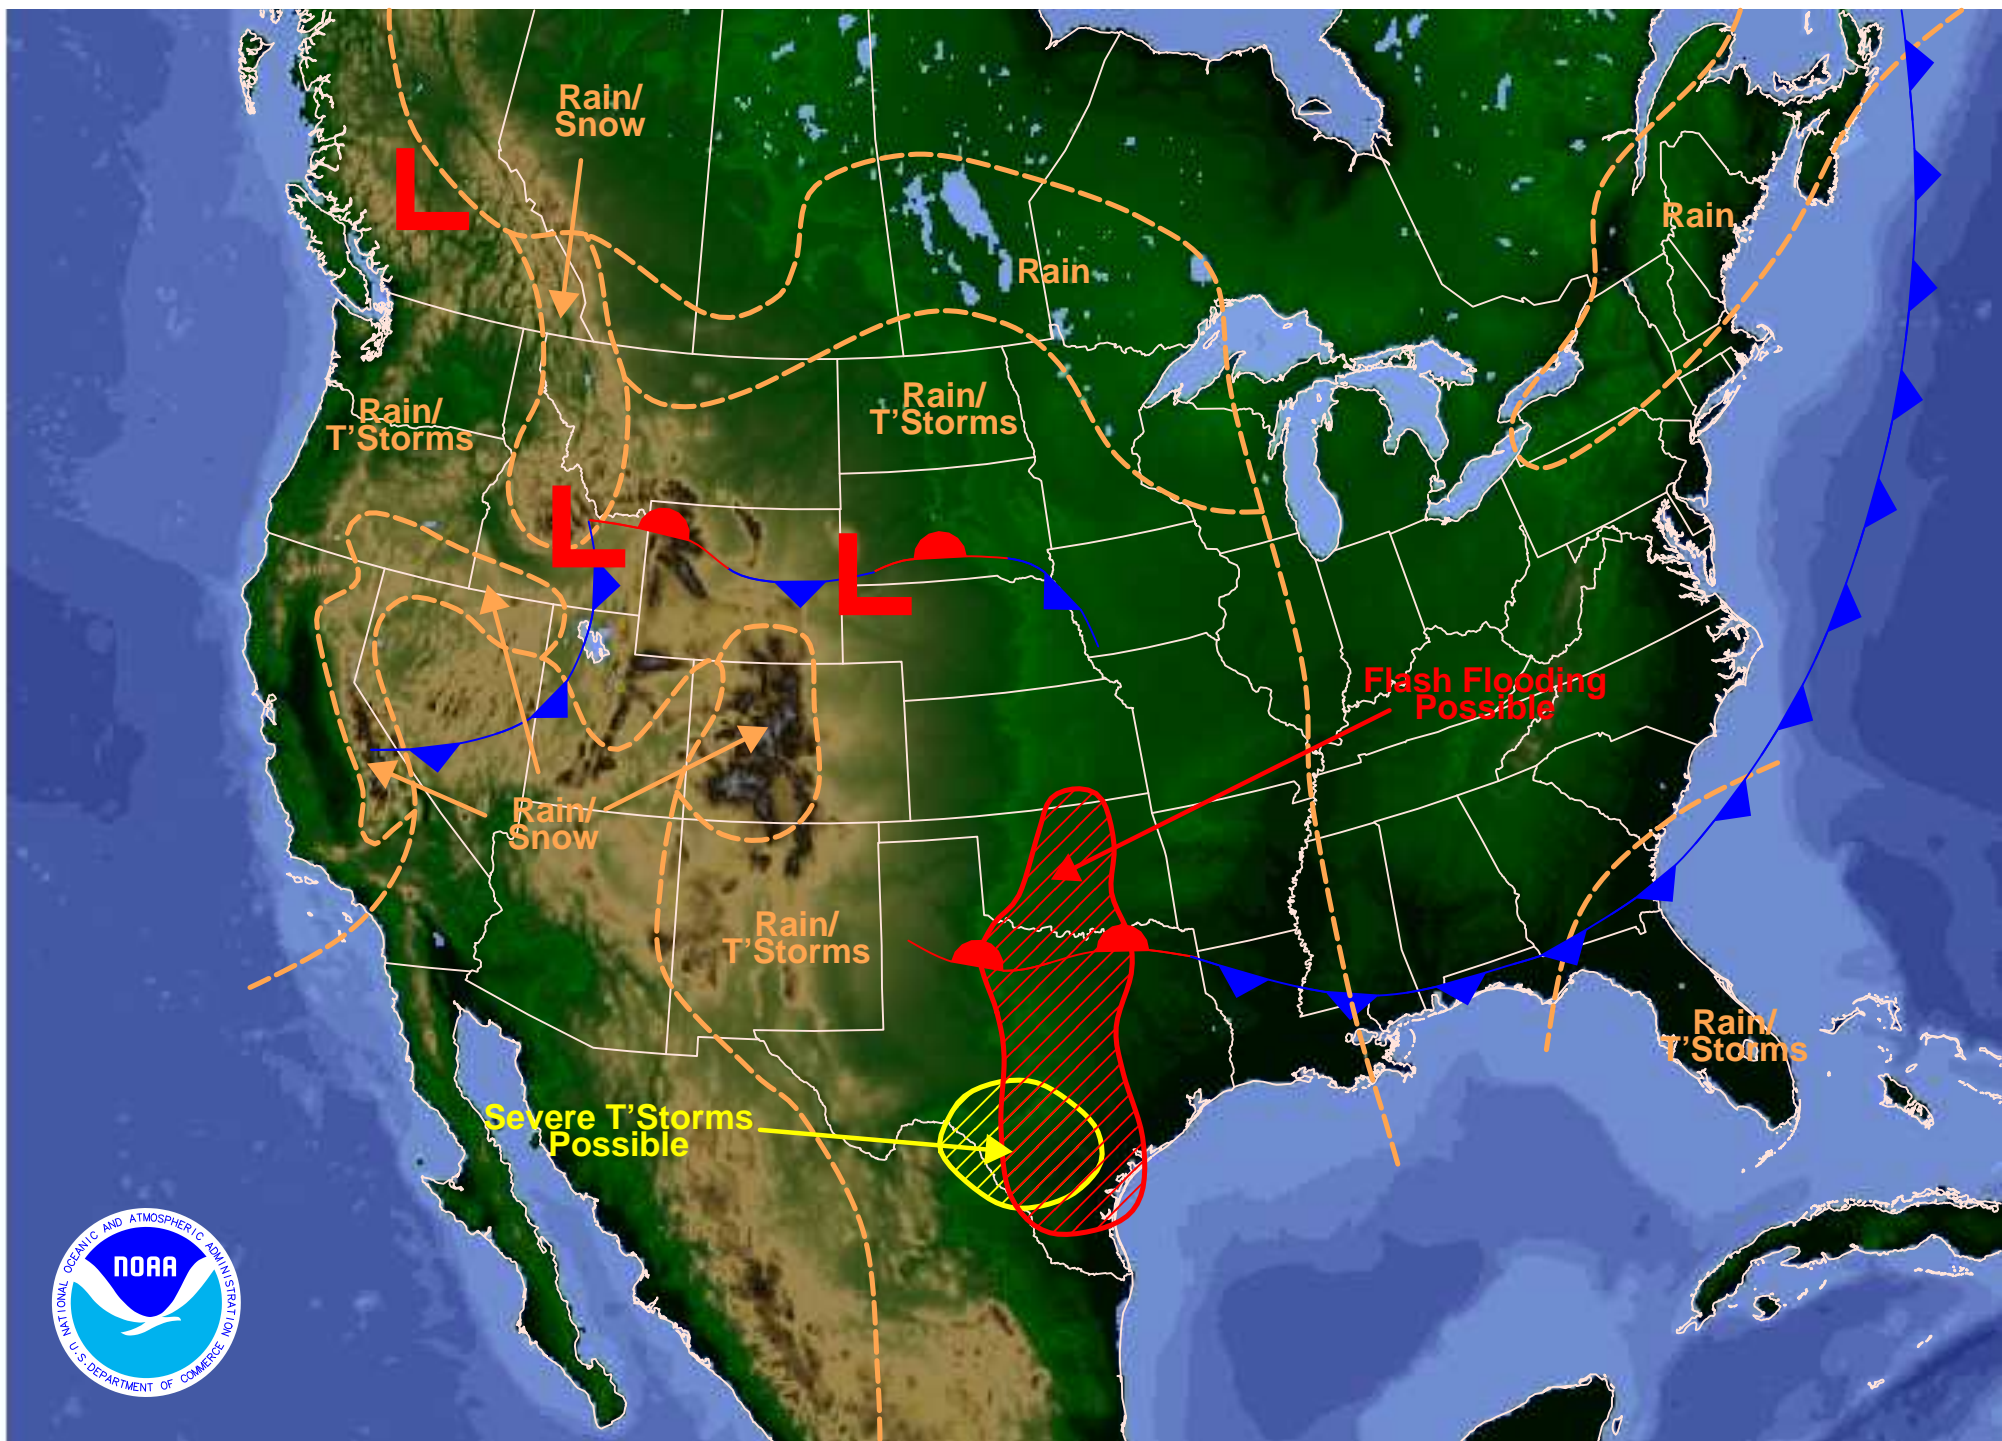 Rain/
Snow
L
Rain
Rain
Rain/
T'Storms
Rain/
T'Storms
L
L
Flash Flooding
Possible
Rain/
Snow
Rain/
T'Storms
Rain/
T'Storms
Severe T'Storms
Possible
NATIONAL OCEANIC AND ATMOSPHERIC ADMINISTRATION
NOAA
U.S. DEPARTMENT OF COMMERCE